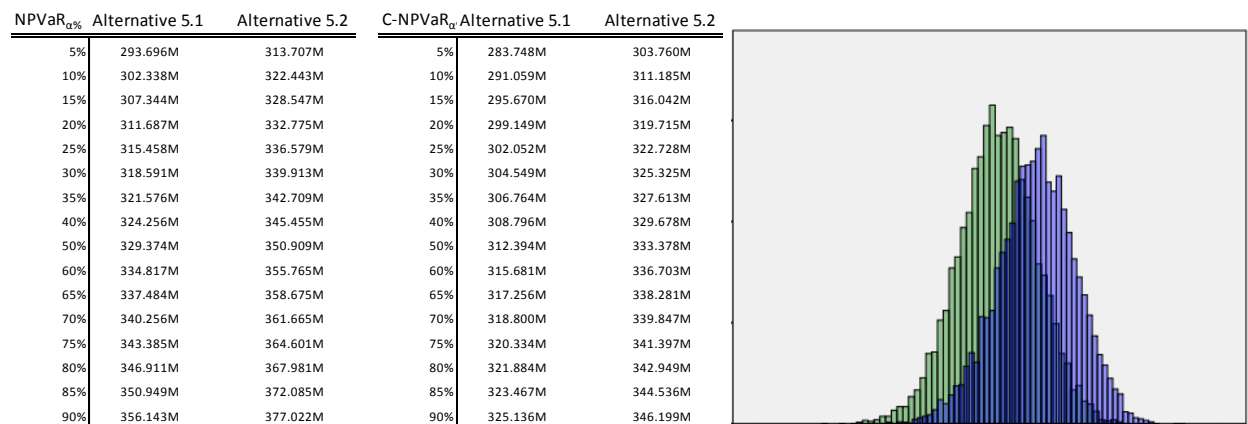 NPVaRα% Alternative 5.1 Alternative 5.2 C-NPVaRα Alternative 5.1 Alternative 5.2
5% 293.696M 313.707M 5% 283.748M 303.760M
10% 302.338M 322.443M 10% 291.059M 311.185M
15% 307.344M 328.547M 15% 295.670M 316.042M
20% 311.687M 332.775M 20% 299.149M 319.715M
25% 315.458M 336.579M 25% 302.052M 322.728M
30% 318.591M 339.913M 30% 304.549M 325.325M
35% 321.576M 342.709M 35% 306.764M 327.613M
40% 324.256M 345.455M 40% 308.796M 329.678M
50% 329.374M 350.909M 50% 312.394M 333.378M
60% 334.817M 355.765M 60% 315.681M 336.703M
65% 337.484M 358.675M 65% 317.256M 338.281M
70% 340.256M 361.665M 70% 318.800M 339.847M
75% 343.385M 364.601M 75% 320.334M 341.397M
80% 346.911M 367.981M 80% 321.884M 342.949M
85% 350.949M 372.085M 85% 323.467M 344.536M
90% 356.143M 377.022M 90% 325.136M 346.199M